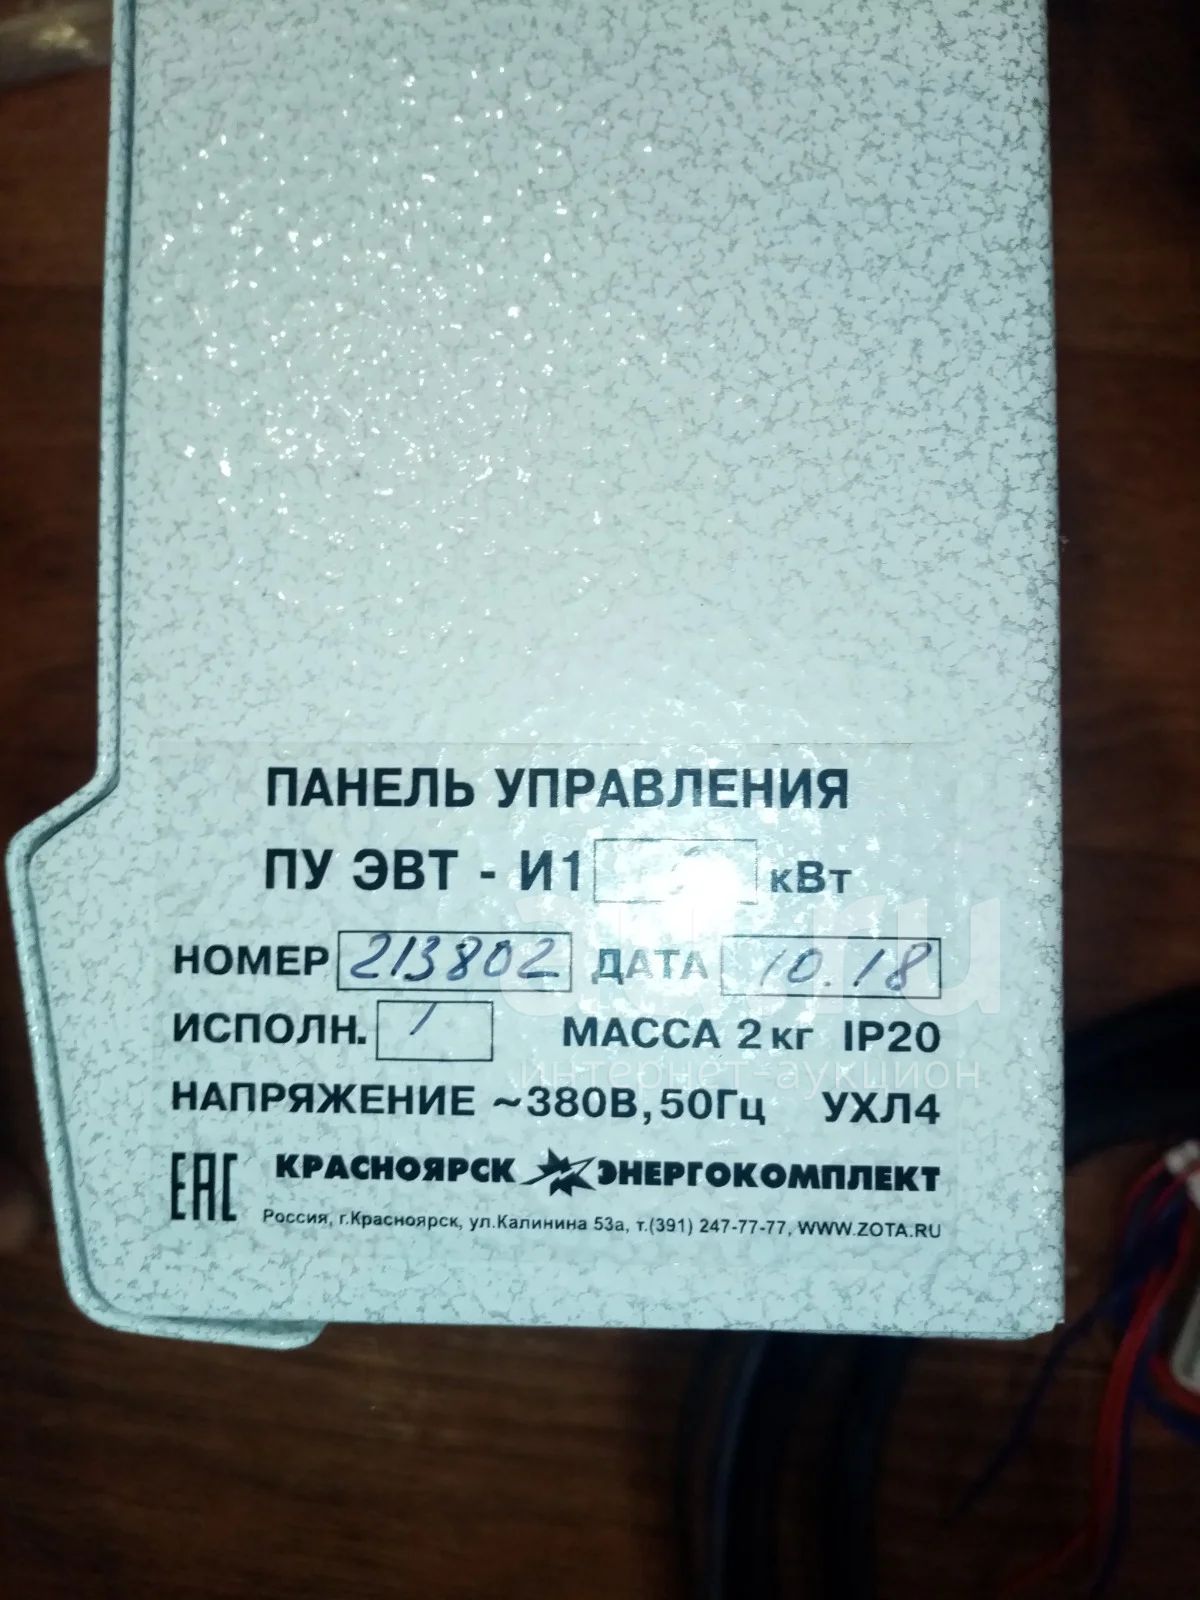 ПАНЕЛЬ УПРАВЛЕНИЯ
ПУ ЭВТ - И1 кВт
НОМЕР 213802 ДАТА 10.18
ИСПОЛН. 1 МАССА 2 кг IP20
интернет-аукцион
НАПРЯЖЕНИЕ ~380В, 50Гц УХЛ4
EAC КРАСНОЯРСК ЭНЕРГОКОМПЛЕКТ
Россия, г.Красноярск, ул.Калинина 53а, т.(391) 247-77-77, WWW.ZOTA.RU